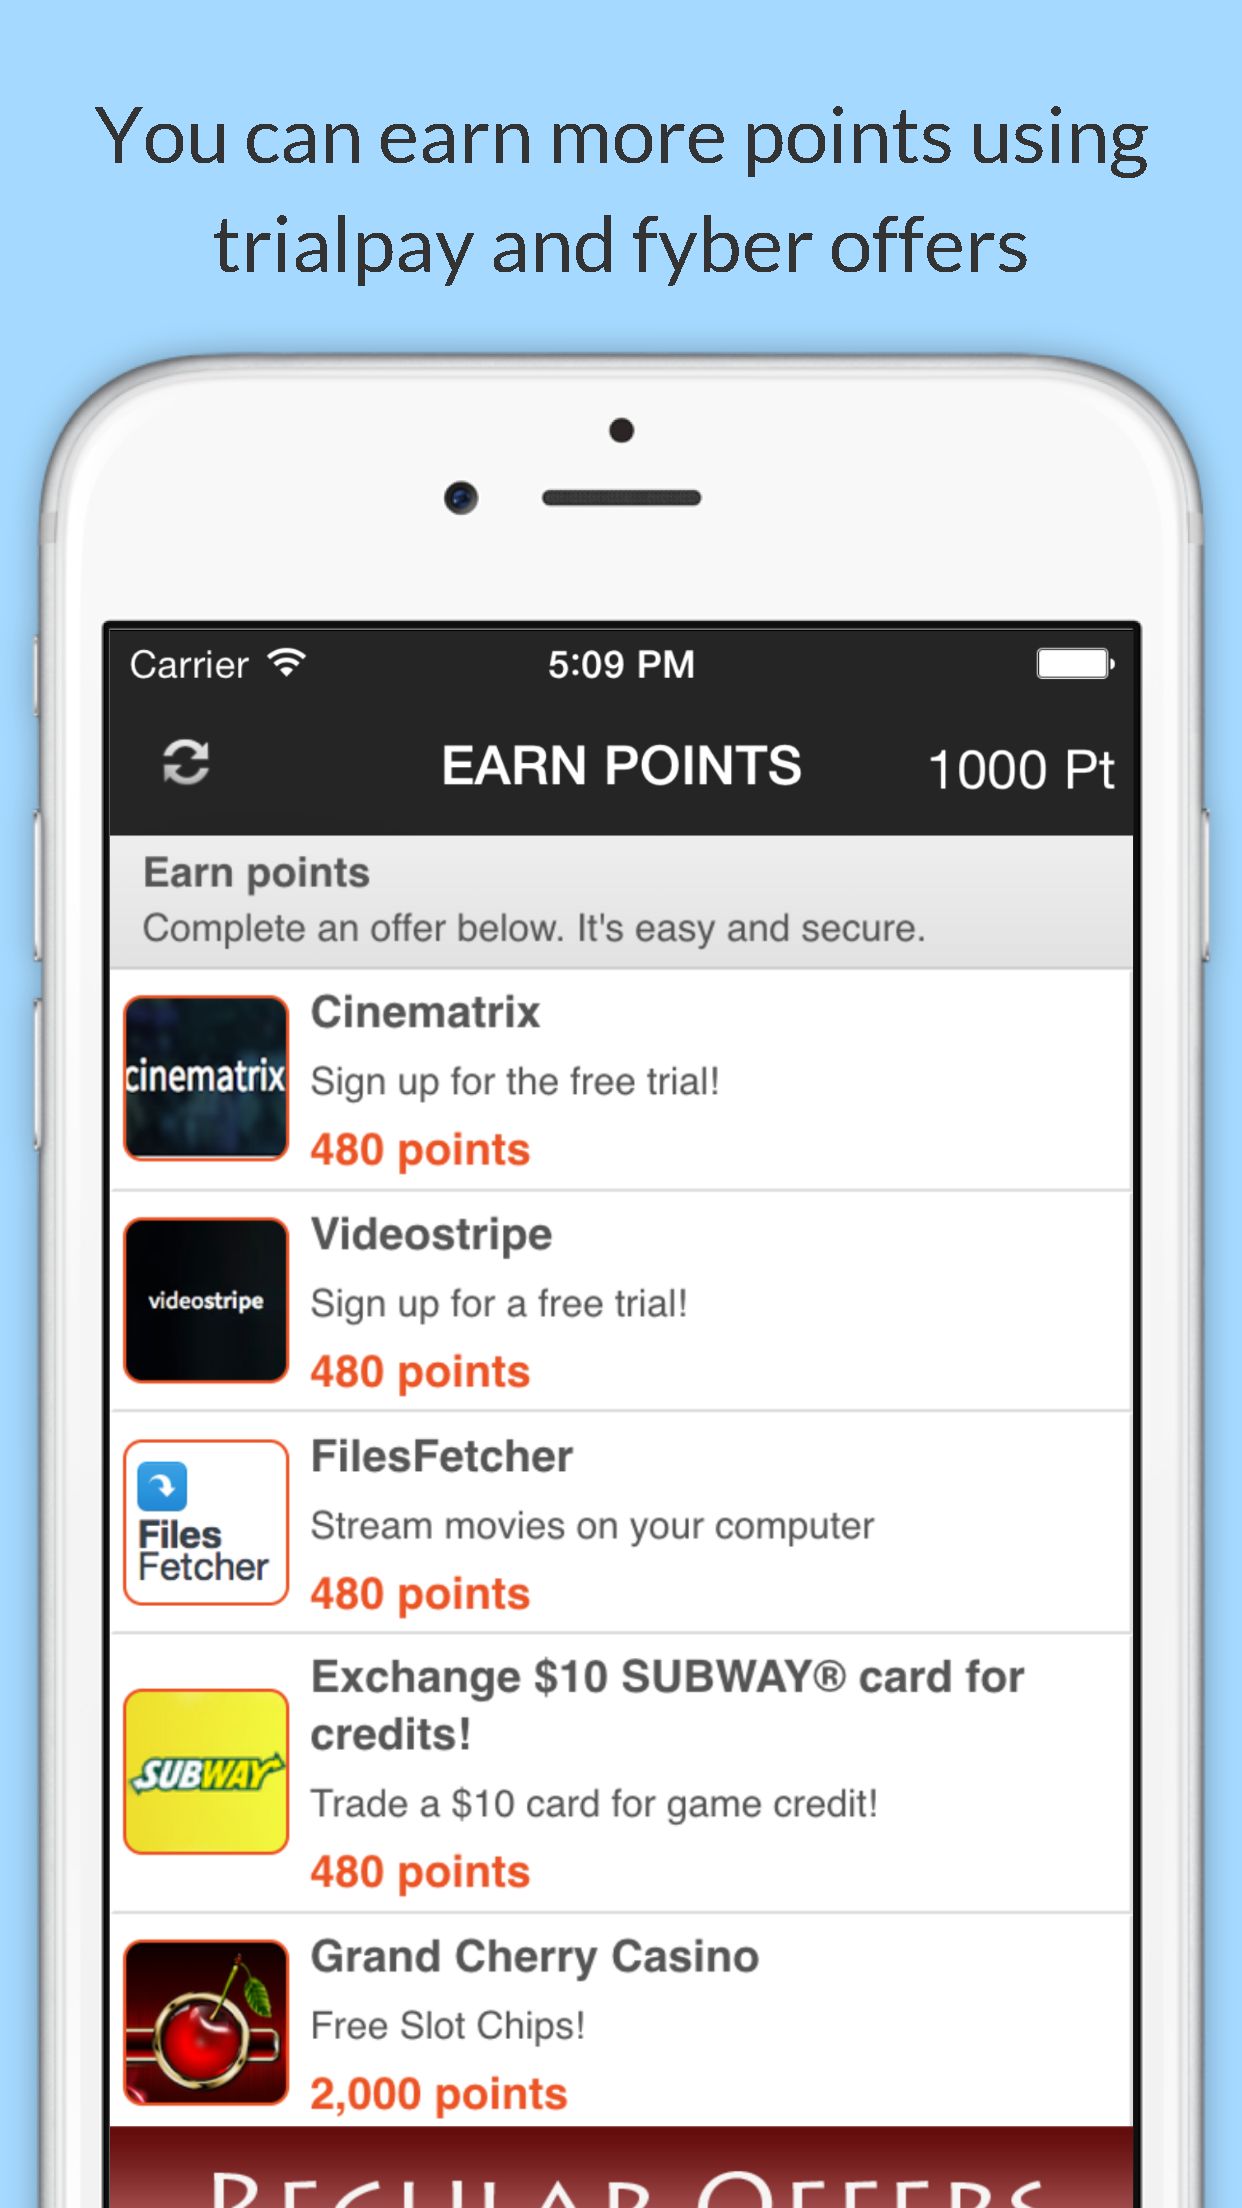 You can earn more points using
trialpay and fyber offers
Carrier 5:09 PM
EARN POINTS 1000 Pt
Earn points
Complete an offer below. It's easy and secure.
cinematrix
Cinematrix
Sign up for the free trial!
480 points
videostripe
Videostripe
Sign up for a free trial!
480 points
Files
Fetcher
FilesFetcher
Stream movies on your computer
480 points
SUBWAY
Exchange $10 SUBWAY® card for
credits!
Trade a $10 card for game credit!
480 points
Grand Cherry Casino
Free Slot Chips!
2,000 points
REGULAR OFFERS